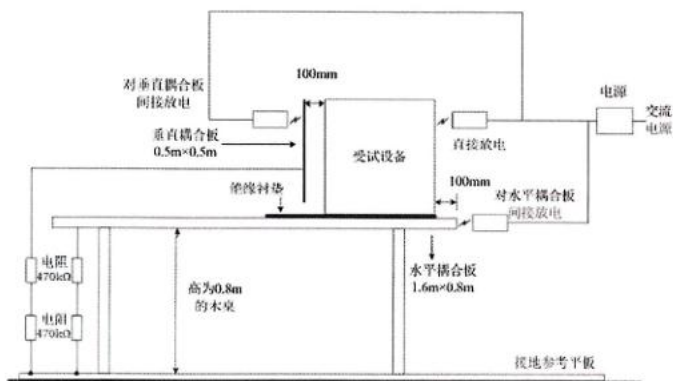 100mm
对垂直耦合板
间接放电
电源
交流
电源
垂直耦合板
0.5m×0.5m
受试设备
直接放电
绝缘衬垫
100mm
对水平耦合板
间接放电
电阻
470kΩ
高为0.8m
的木桌
水平耦合板
1.6m×0.8m
电阻
470kΩ
接地参考平板